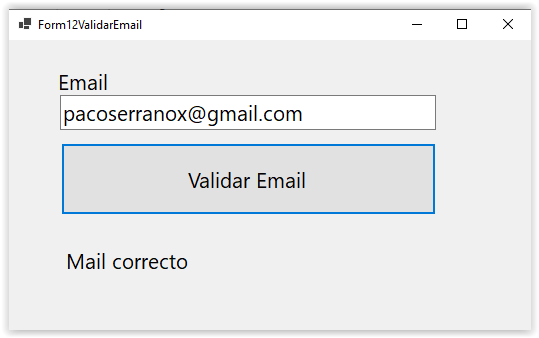 Form12ValidarEmail
Email
pacoserranox@gmail.com
Validar Email
Mail correcto